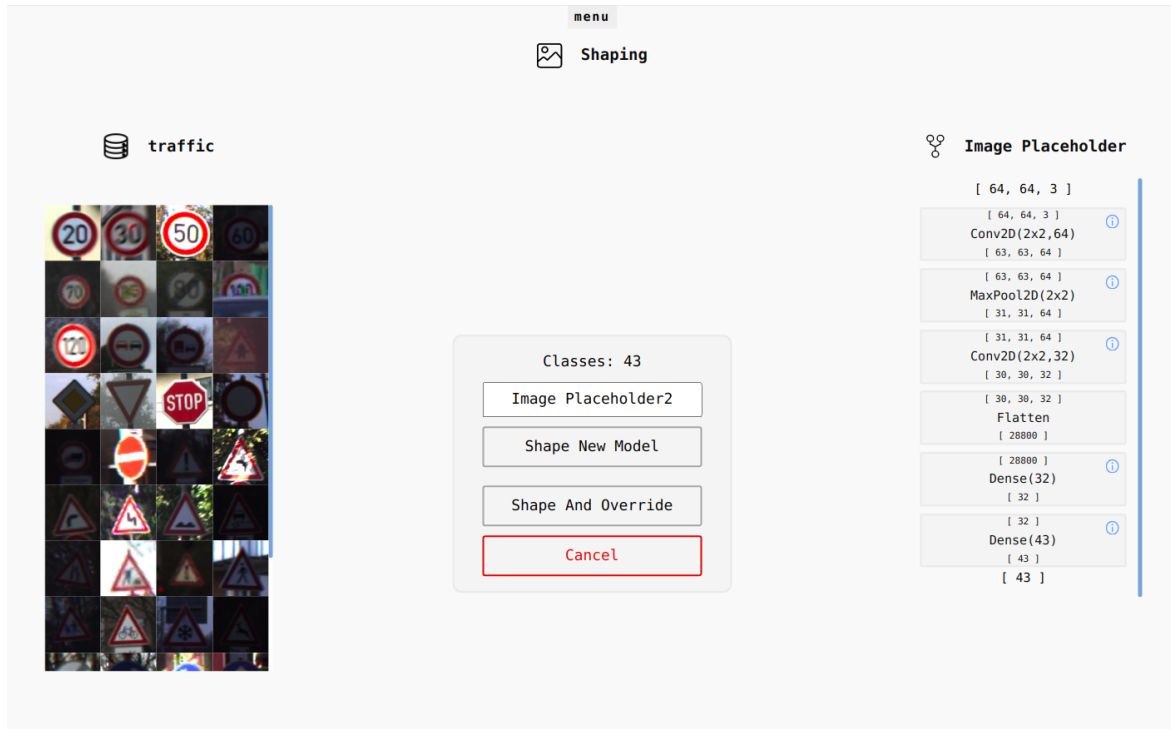 menu
Shaping
traffic
20
30
50
60
70
80
80
100
120
STOP
Classes: 43
Image Placeholder2
Shape New Model
Shape And Override
Cancel
Image Placeholder
[ 64, 64, 3 ]
[ 64, 64, 3 ]
Conv2D(2x2,64)
[ 63, 63, 64 ]
[ 63, 63, 64 ]
MaxPool2D(2x2)
[ 31, 31, 64 ]
[ 31, 31, 64 ]
Conv2D(2x2,32)
[ 30, 30, 32 ]
[ 30, 30, 32 ]
Flatten
[ 28800 ]
[ 28800 ]
Dense(32)
[ 32 ]
[ 32 ]
Dense(43)
[ 43 ]
[ 43 ]